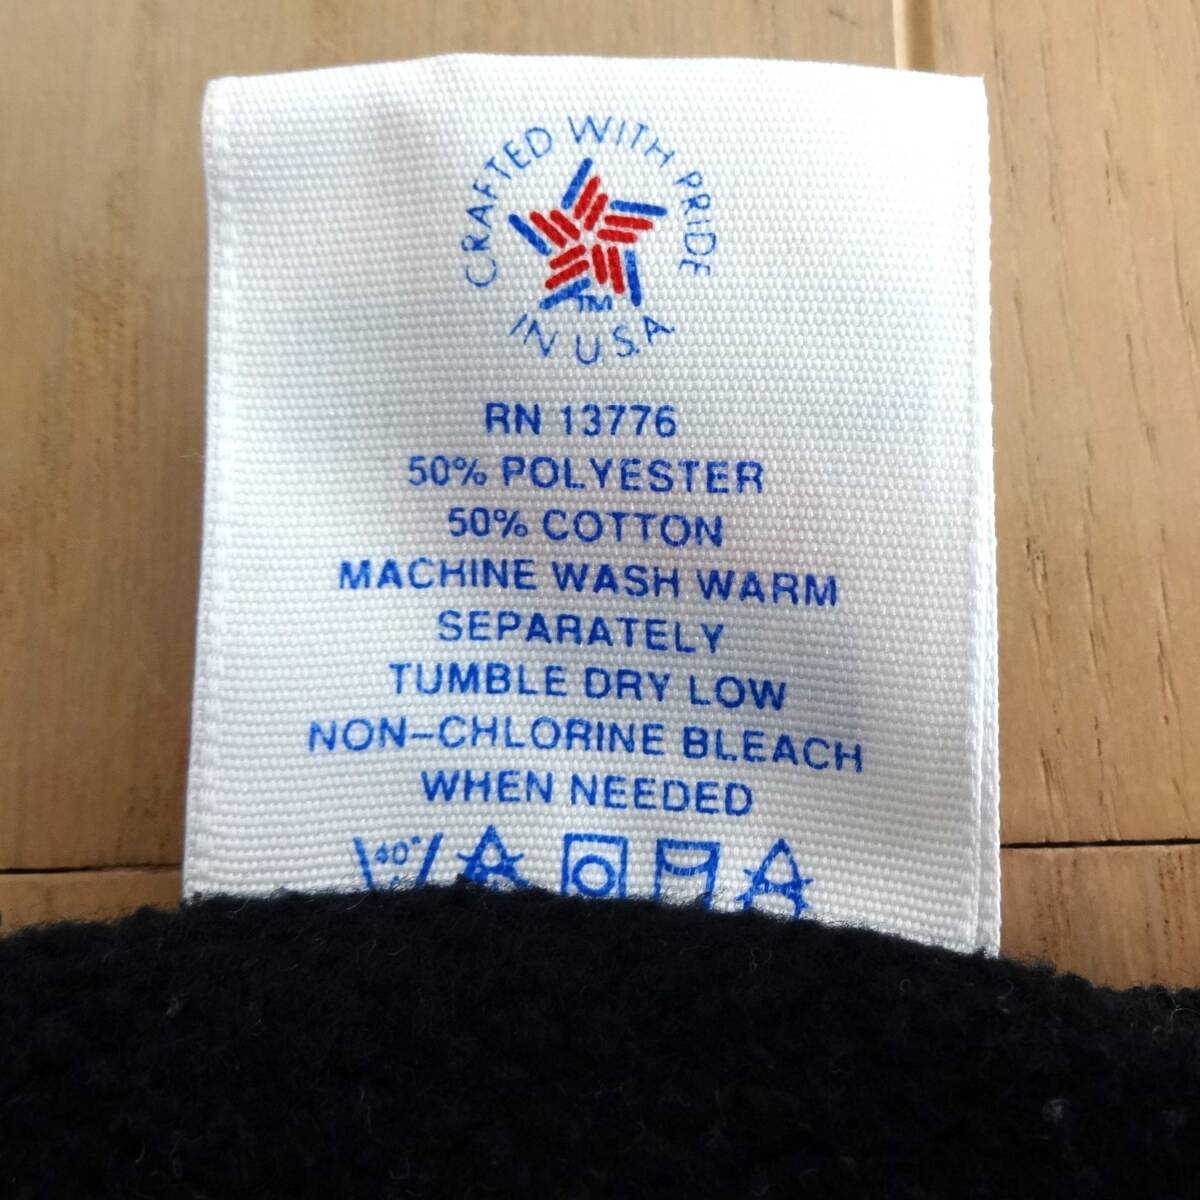 CRAFTED WITH PRIDE
TM
IN U.S.A.
RN 13776
50% POLYESTER
50% COTTON
MACHINE WASH WARM
SEPARATELY
TUMBLE DRY LOW
NON-CHLORINE BLEACH
WHEN NEEDED
40°